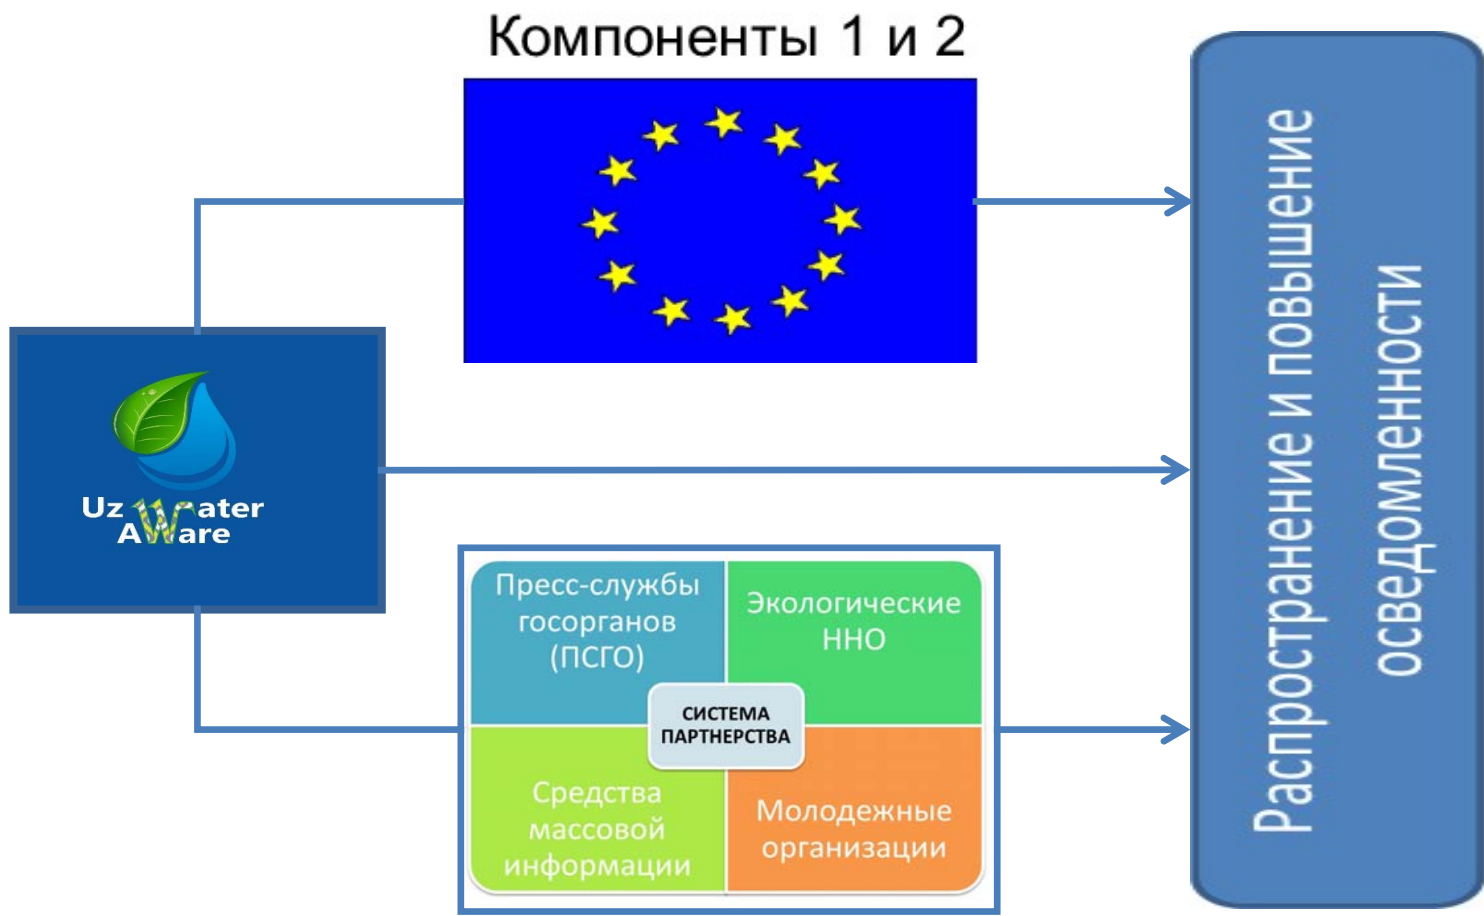 Компоненты 1 и 2
Uz Water
AWare
Пресс-службы
госорганов
(ПСГО)
Экологические
ННО
СИСТЕМА
ПАРТНЕРСТВА
Средства
массовой
информации
Молодежные
организации
Распространение и повышение
осведомленности